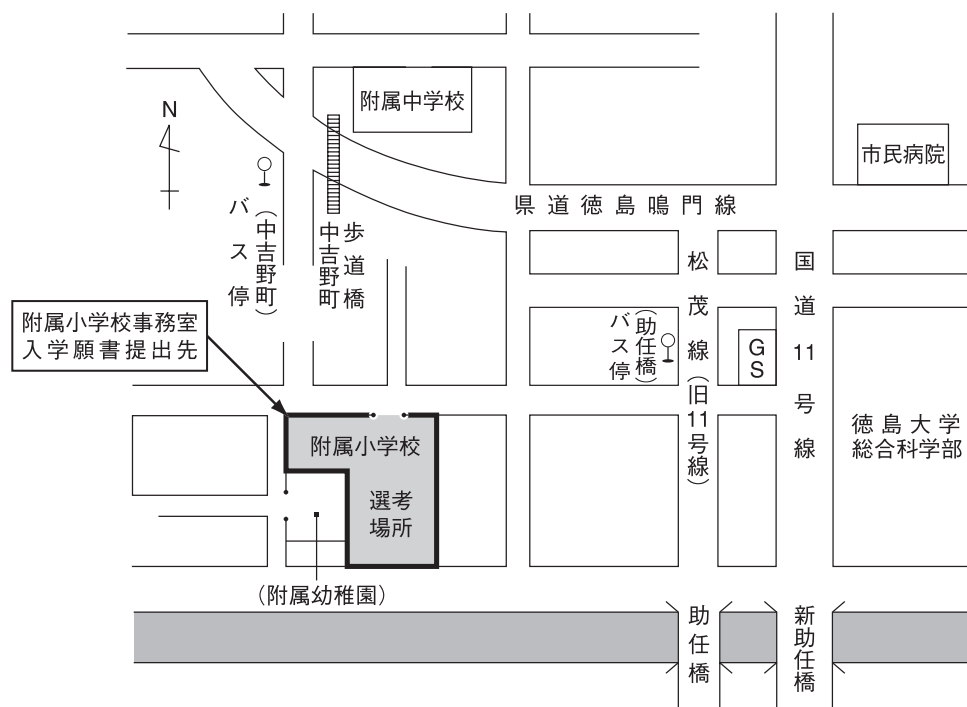 附属中学校
N
市民病院
県道徳島鳴門線
バス停
(中吉野町)
歩道橋
中吉野町
松茂線(旧11号線)
国道11号線
附属小学校事務室
入学願書提出先
バス停
(助任橋)
GS
附属小学校
選考
場所
徳島大学
総合科学部
(附属幼稚園)
助任橋
新助任橋